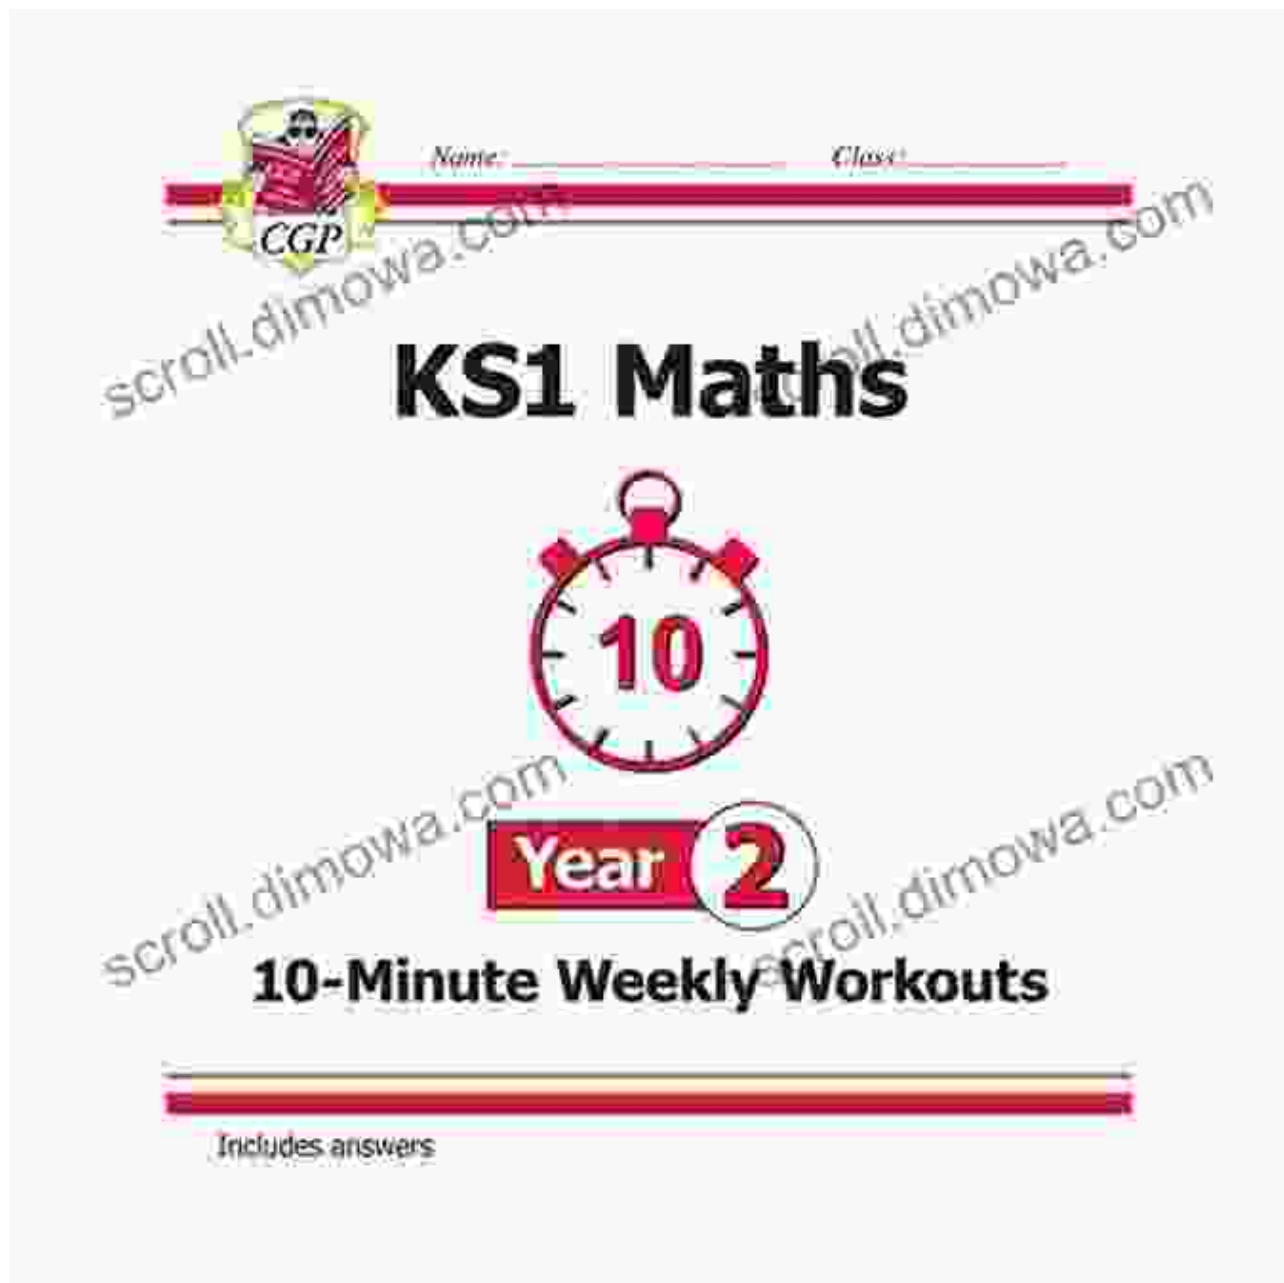 Name:
Class:
CGP
scroll.dimowa.com
scroll.dimowa.com
KS1 Maths
10
Year 2
scroll.dimowa.com
scroll.dimowa.com
10-Minute Weekly Workouts
Includes answers